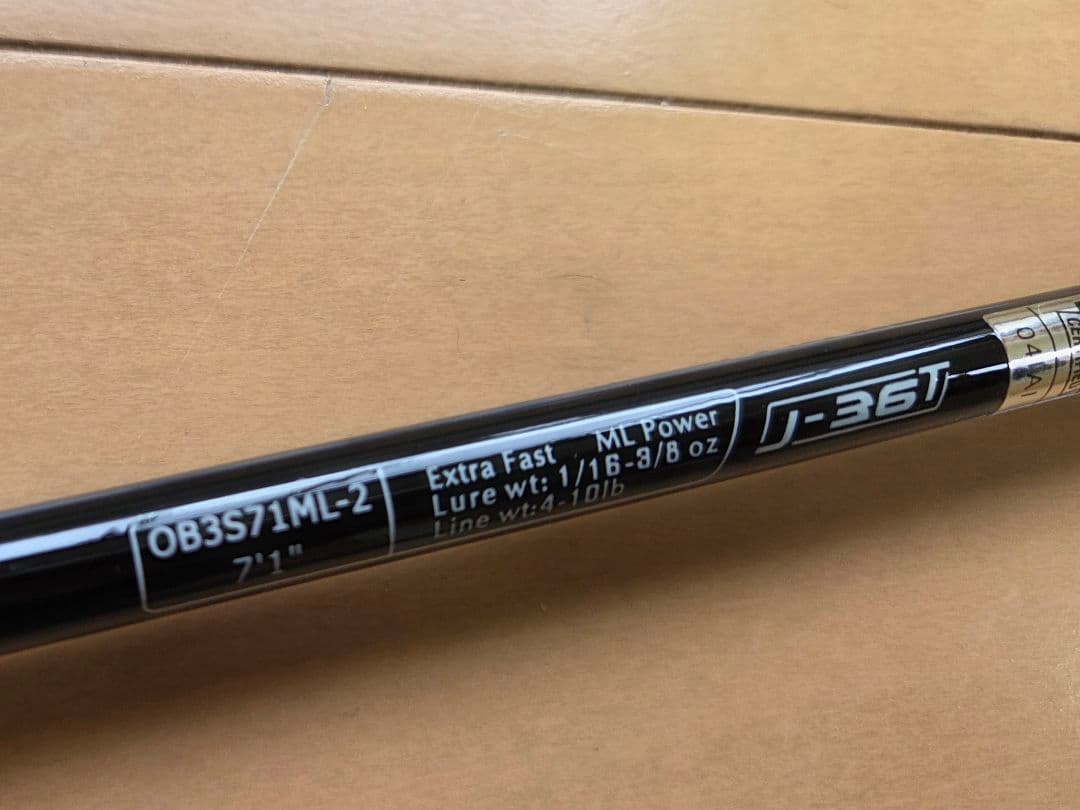 OB3S71ML-2
7'1"
Extra Fast ML Power
Lure wt: 1/16-3/8 oz
Line wt:4-10lb
J-36T